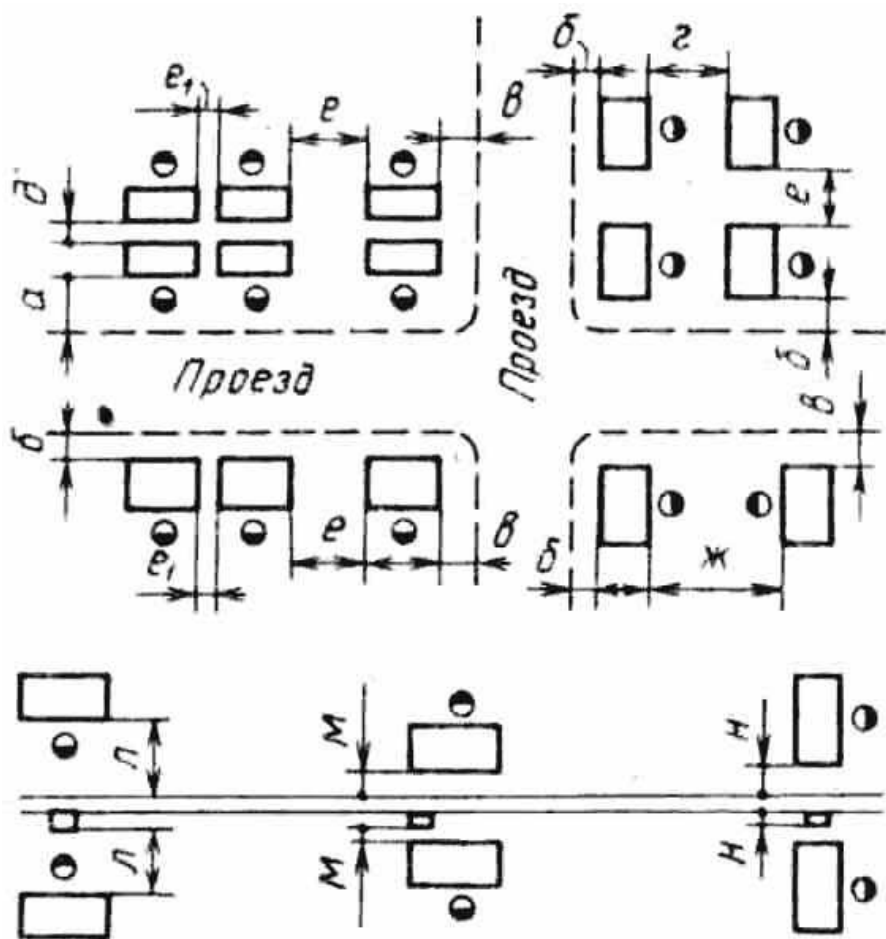 б г
е₁ е в
д
е
а
Проезд Проезд
б
б в
е₁ е в б ж
л м н
л м н